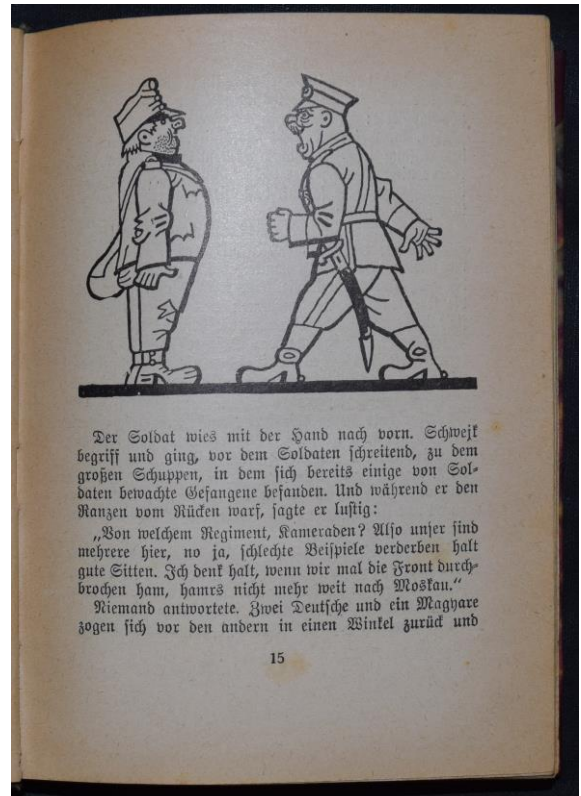 Der Soldat wies mit der Hand nach vorn. Schwejk
begriff und ging, vor dem Soldaten schreitend, zu dem
großen Schuppen, in dem sich bereits einige von Sol-
daten bewachte Gefangene befanden. Und während er den
Ranzen vom Rücken warf, sagte er lustig:
„Von welchem Regiment, Kameraden? Also unser sind
mehrere hier, no ja, schlechte Beispiele verderben halt
gute Sitten. Ich denk halt, wenn wir mal die Front durch-
brochen ham, hamrs nicht mehr weit nach Moskau.“
Niemand antwortete. Zwei Deutsche und ein Magyare
zogen sich vor den andern in einen Winkel zurück und
15